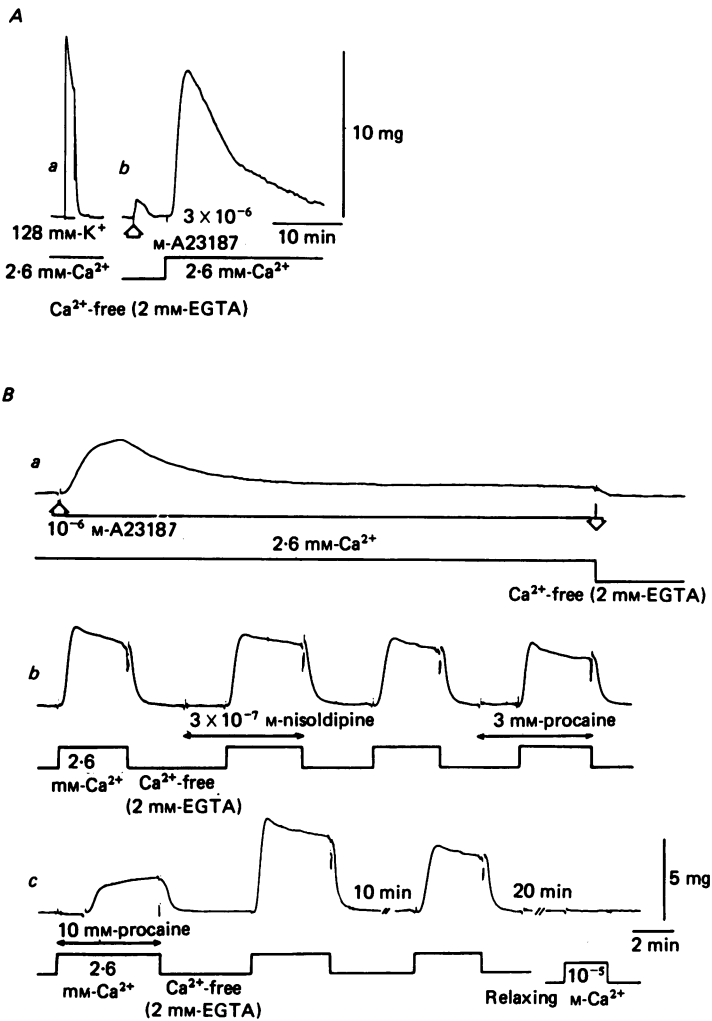 A
a
b
10 mg
3 × 10⁻⁶
128 mM-K⁺
M-A23187
10 min
2·6 mM-Ca²⁺
2·6 mM-Ca²⁺
Ca²⁺-free (2 mM-EGTA)
B
a
10⁻⁶ M-A23187
2·6 mM-Ca²⁺
Ca²⁺-free (2 mM-EGTA)
b
3 × 10⁻⁷ M-nisoldipine
3 mM-procaine
2·6
mM-Ca²⁺
Ca²⁺-free
(2 mM-EGTA)
c
10 min
20 min
5 mg
10 mM-procaine
2 min
2·6
mM-Ca²⁺
Ca²⁺-free
(2 mM-EGTA)
Relaxing
10⁻⁵
M-Ca²⁺